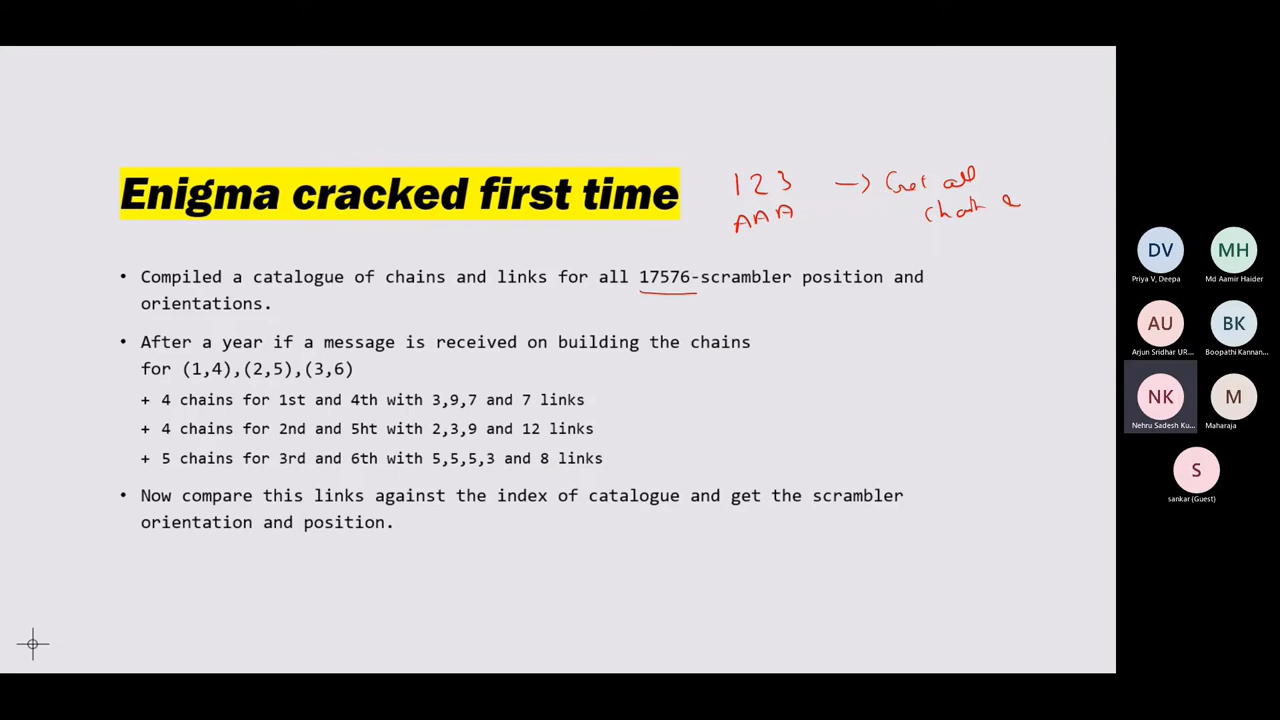 Enigma cracked first time
1 2 3 → Get all
A A A
• Compiled a catalogue of chains and links for all 17576-scrambler position and
orientations.
• After a year if a message is received on building the chains
for (1,4),(2,5),(3,6)
+ 4 chains for 1st and 4th with 3,9,7 and 7 links
+ 4 chains for 2nd and 5ht with 2,3,9 and 12 links
+ 5 chains for 3rd and 6th with 5,5,5,3 and 8 links
• Now compare this links against the index of catalogue and get the scrambler
orientation and position.
DV MH
Priya V, Deepa Md Aamir Haider
AU BK
Arjun Sridhar UR... Boopathi Kannan...
NK M
Nehru Sadesh Ku... Maharaja
S
sankar (Guest)